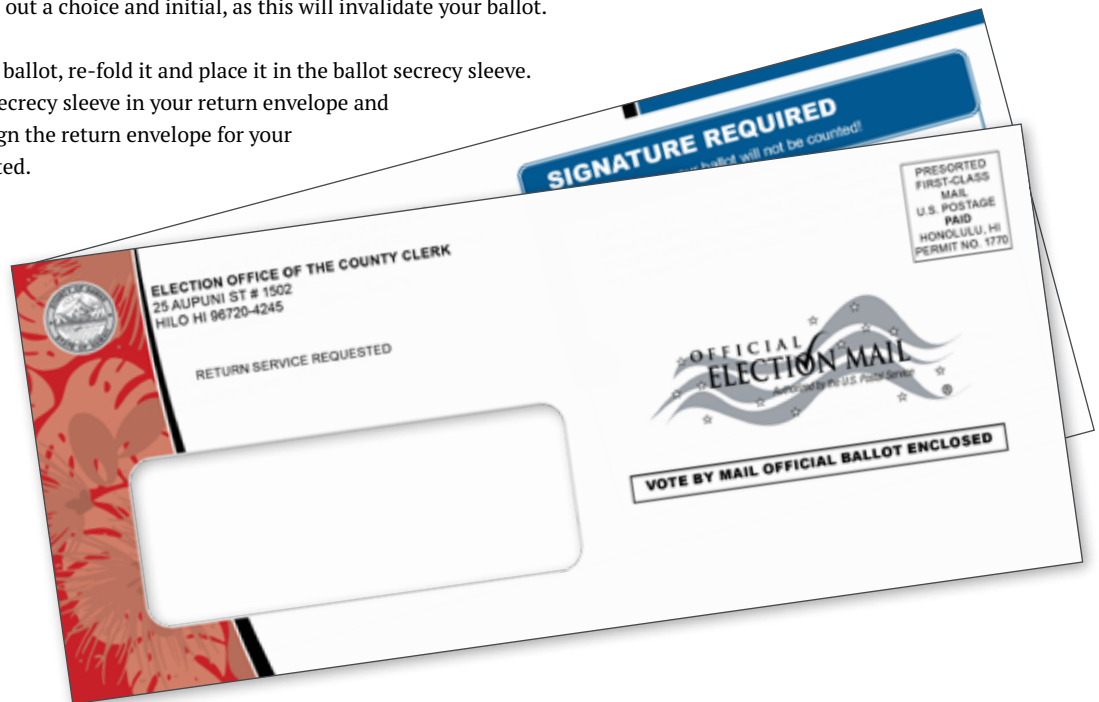 out a choice and initial, as this will invalidate your ballot.
ballot, re-fold it and place it in the ballot secrecy sleeve.
ecrecy sleeve in your return envelope and
gn the return envelope for your
ted.
SIGNATURE REQUIRED
ballot will not be counted!
PRESORTED
FIRST-CLASS
MAIL
U.S. POSTAGE
PAID
HONOLULU, HI
PERMIT NO. 1770
ELECTION OFFICE OF THE COUNTY CLERK
25 AUPUNI ST # 1502
HILO HI 96720-4245
RETURN SERVICE REQUESTED
OFFICIAL
ELECTION MAIL
Authorized by the U.S. Postal Service
®
VOTE BY MAIL OFFICIAL BALLOT ENCLOSED